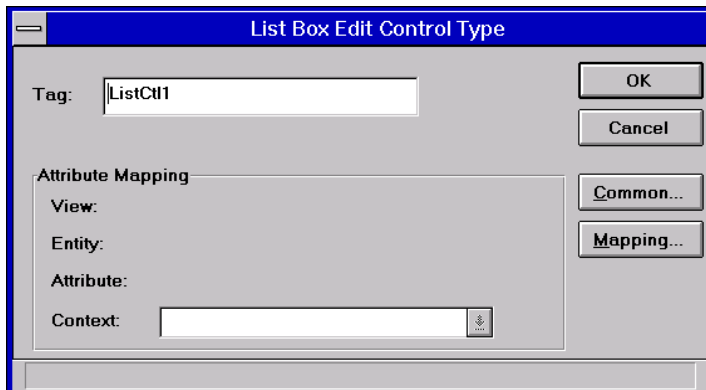 List Box Edit Control Type
Tag: ListCtl1
OK
Cancel
Attribute Mapping
View:
Entity:
Attribute:
Context:
Common...
Mapping...